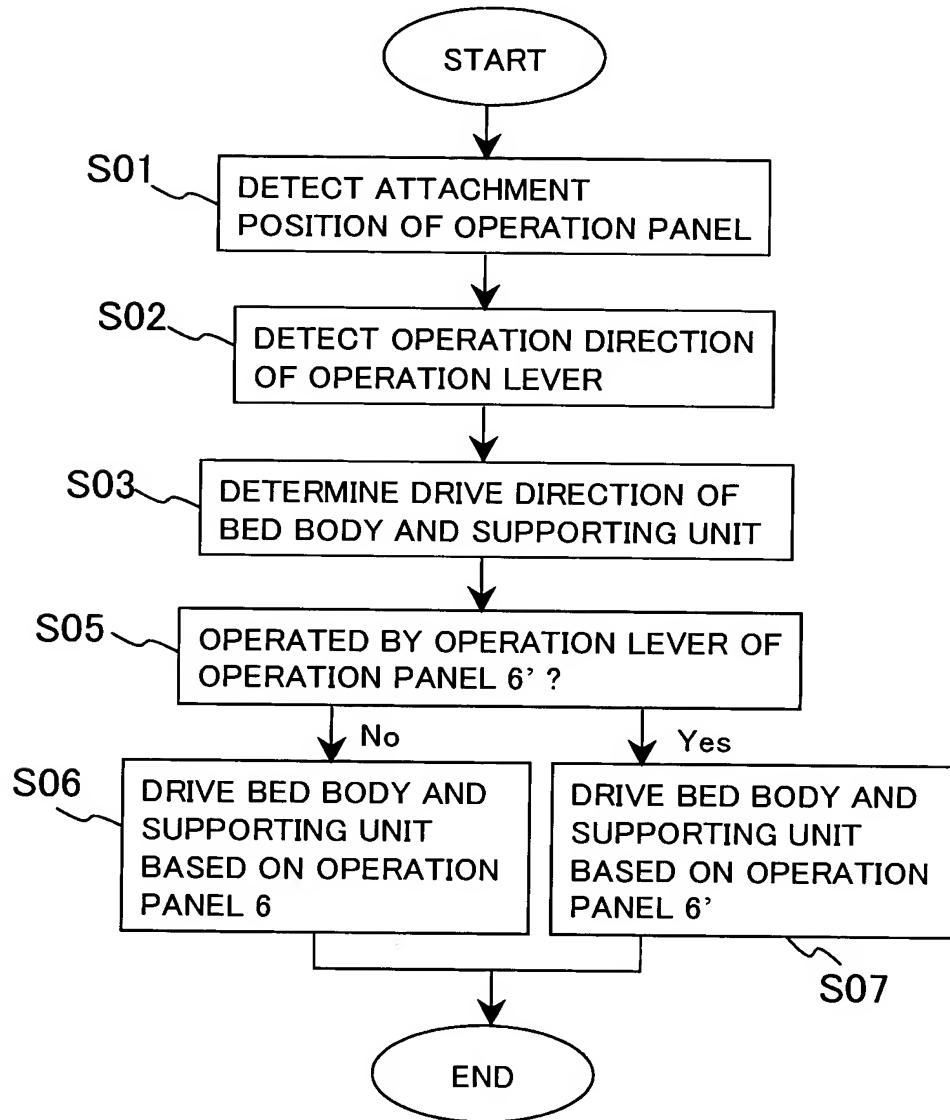 START
S01
DETECT ATTACHMENT
POSITION OF OPERATION PANEL
S02
DETECT OPERATION DIRECTION
OF OPERATION LEVER
S03
DETERMINE DRIVE DIRECTION OF
BED BODY AND SUPPORTING UNIT
S05
OPERATED BY OPERATION LEVER OF
OPERATION PANEL 6' ?
No
Yes
S06
DRIVE BED BODY AND
SUPPORTING UNIT
BASED ON OPERATION
PANEL 6
DRIVE BED BODY AND
SUPPORTING UNIT
BASED ON OPERATION
PANEL 6'
S07
END